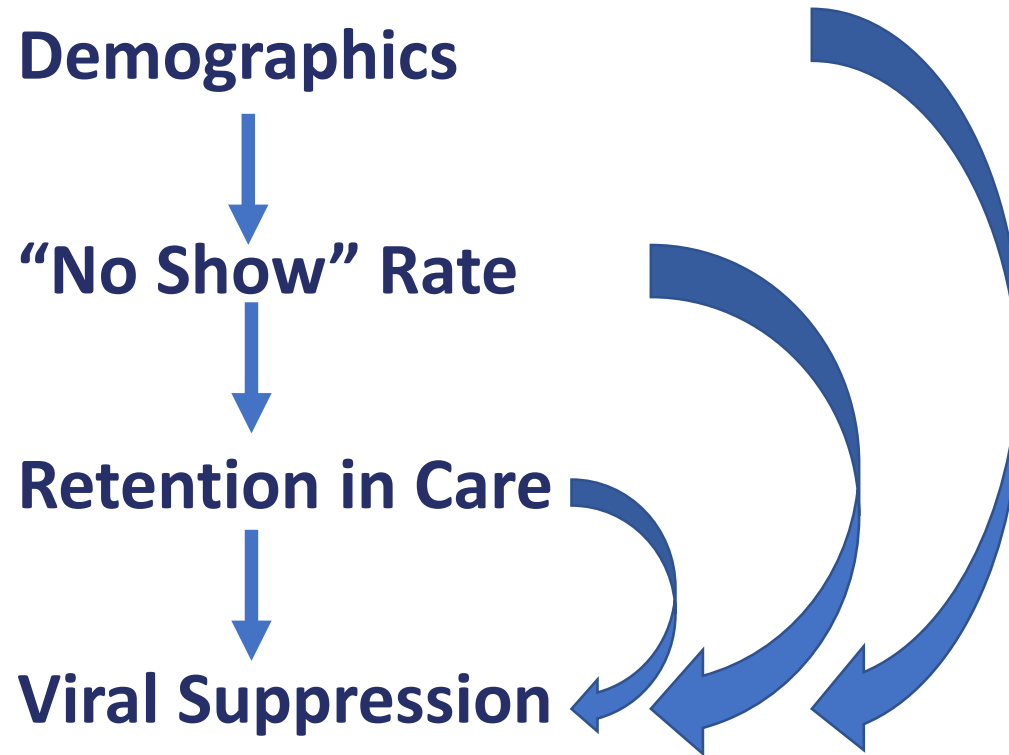 Demographics
“No Show” Rate
Retention in Care
Viral Suppression